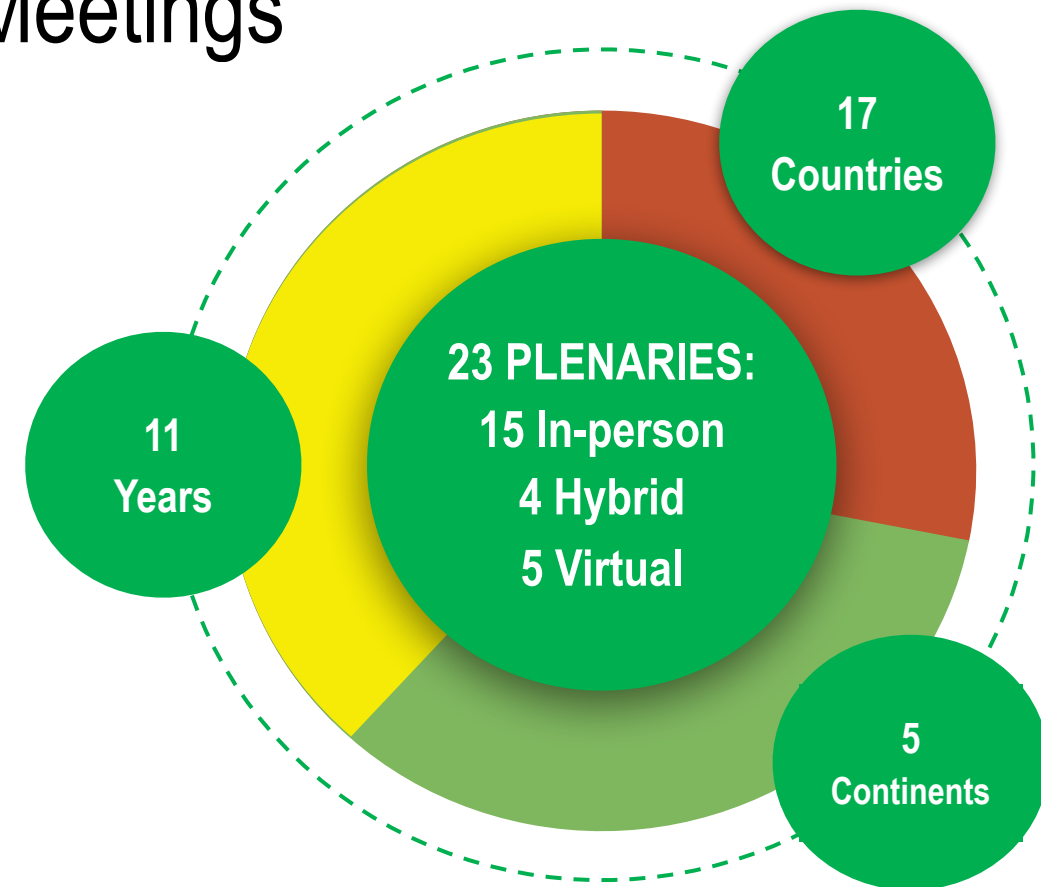 Meetings
17
Countries
23 PLENARIES:
15 In-person
4 Hybrid
5 Virtual
11
Years
5
Continents